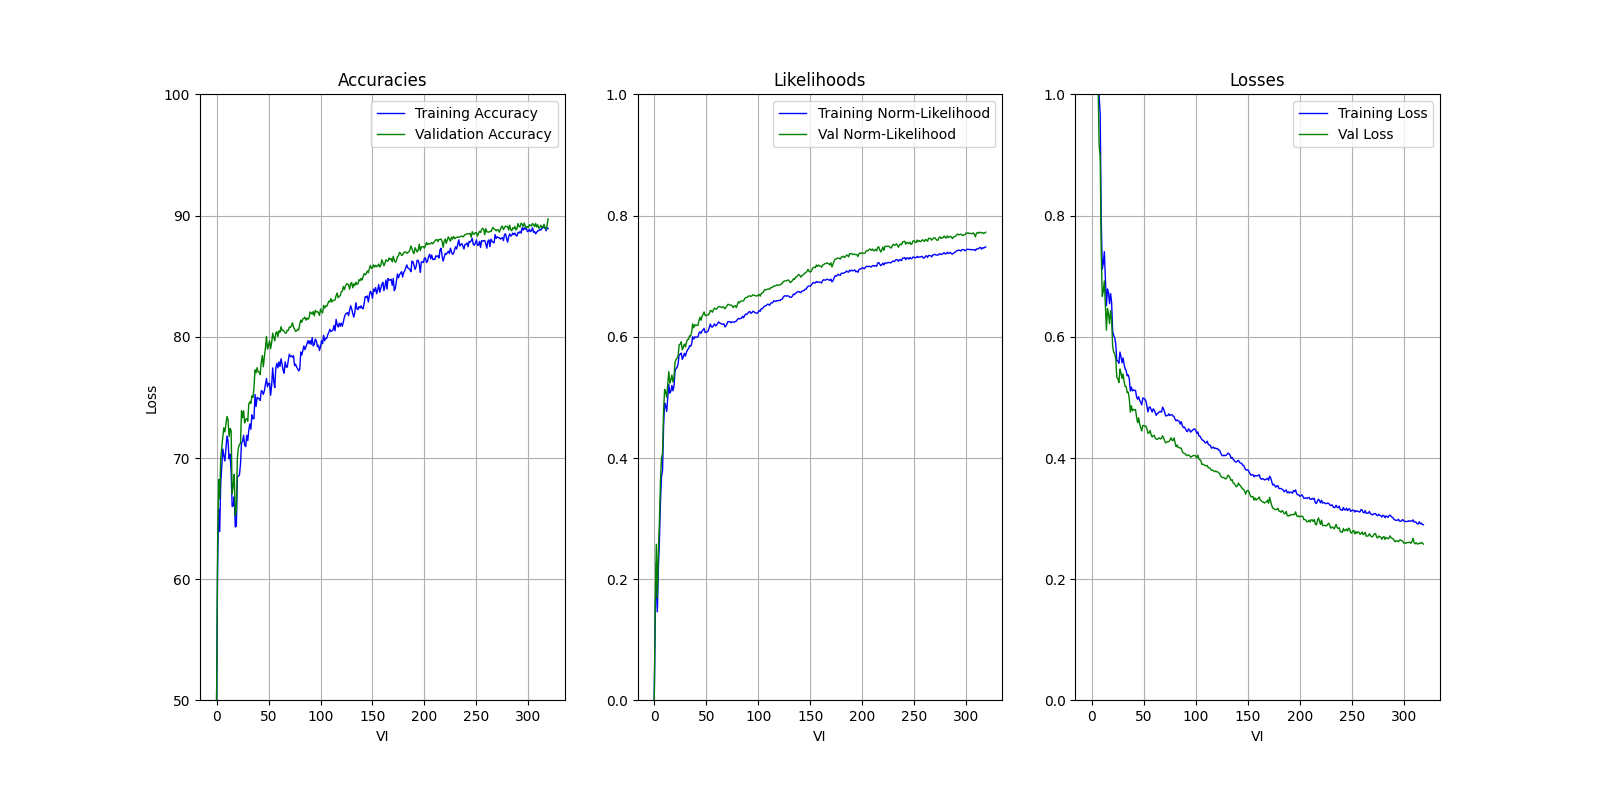 Accuracies
100
90
80
70
60
50
Loss
0 50 100 150 200 250 300
VI
Training Accuracy
Validation Accuracy
Likelihoods
1.0
0.8
0.6
0.4
0.2
0.0
0 50 100 150 200 250 300
VI
Training Norm-Likelihood
Val Norm-Likelihood
Losses
1.0
0.8
0.6
0.4
0.2
0.0
0 50 100 150 200 250 300
VI
Training Loss
Val Loss